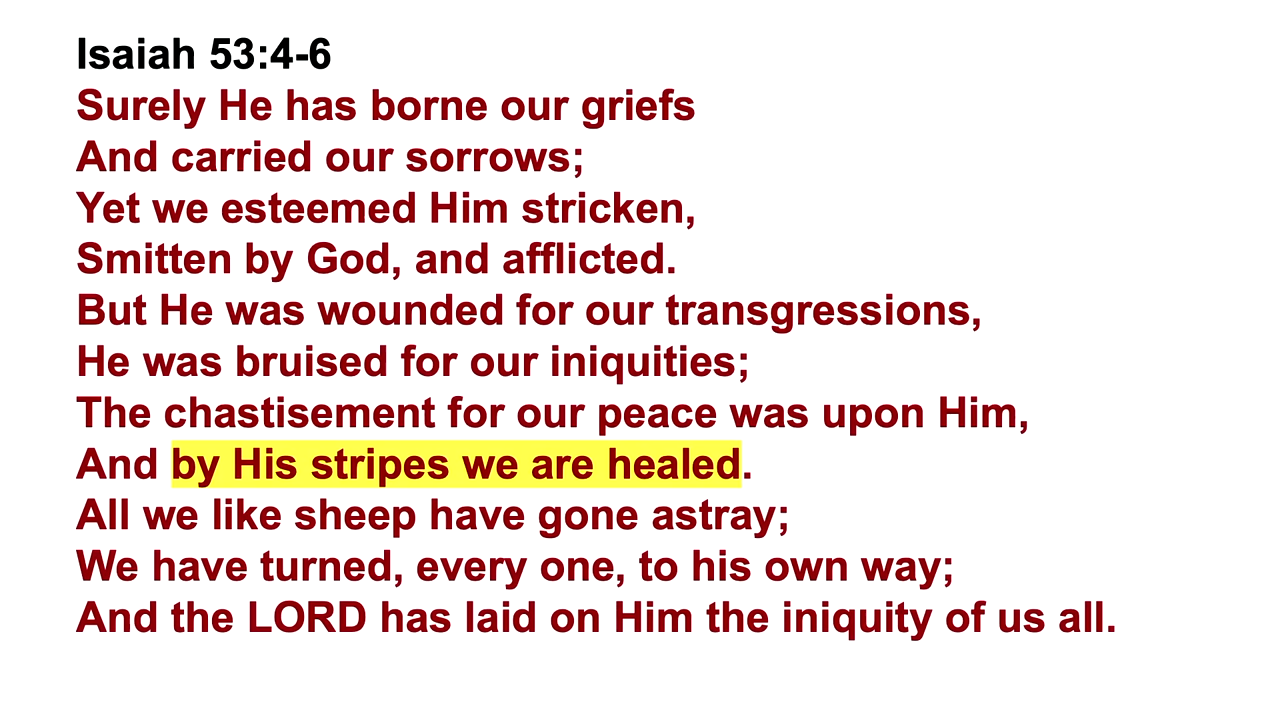 Isaiah 53:4-6
Surely He has borne our griefs
And carried our sorrows;
Yet we esteemed Him stricken,
Smitten by God, and afflicted.
But He was wounded for our transgressions,
He was bruised for our iniquities;
The chastisement for our peace was upon Him,
And by His stripes we are healed.
All we like sheep have gone astray;
We have turned, every one, to his own way;
And the LORD has laid on Him the iniquity of us all.